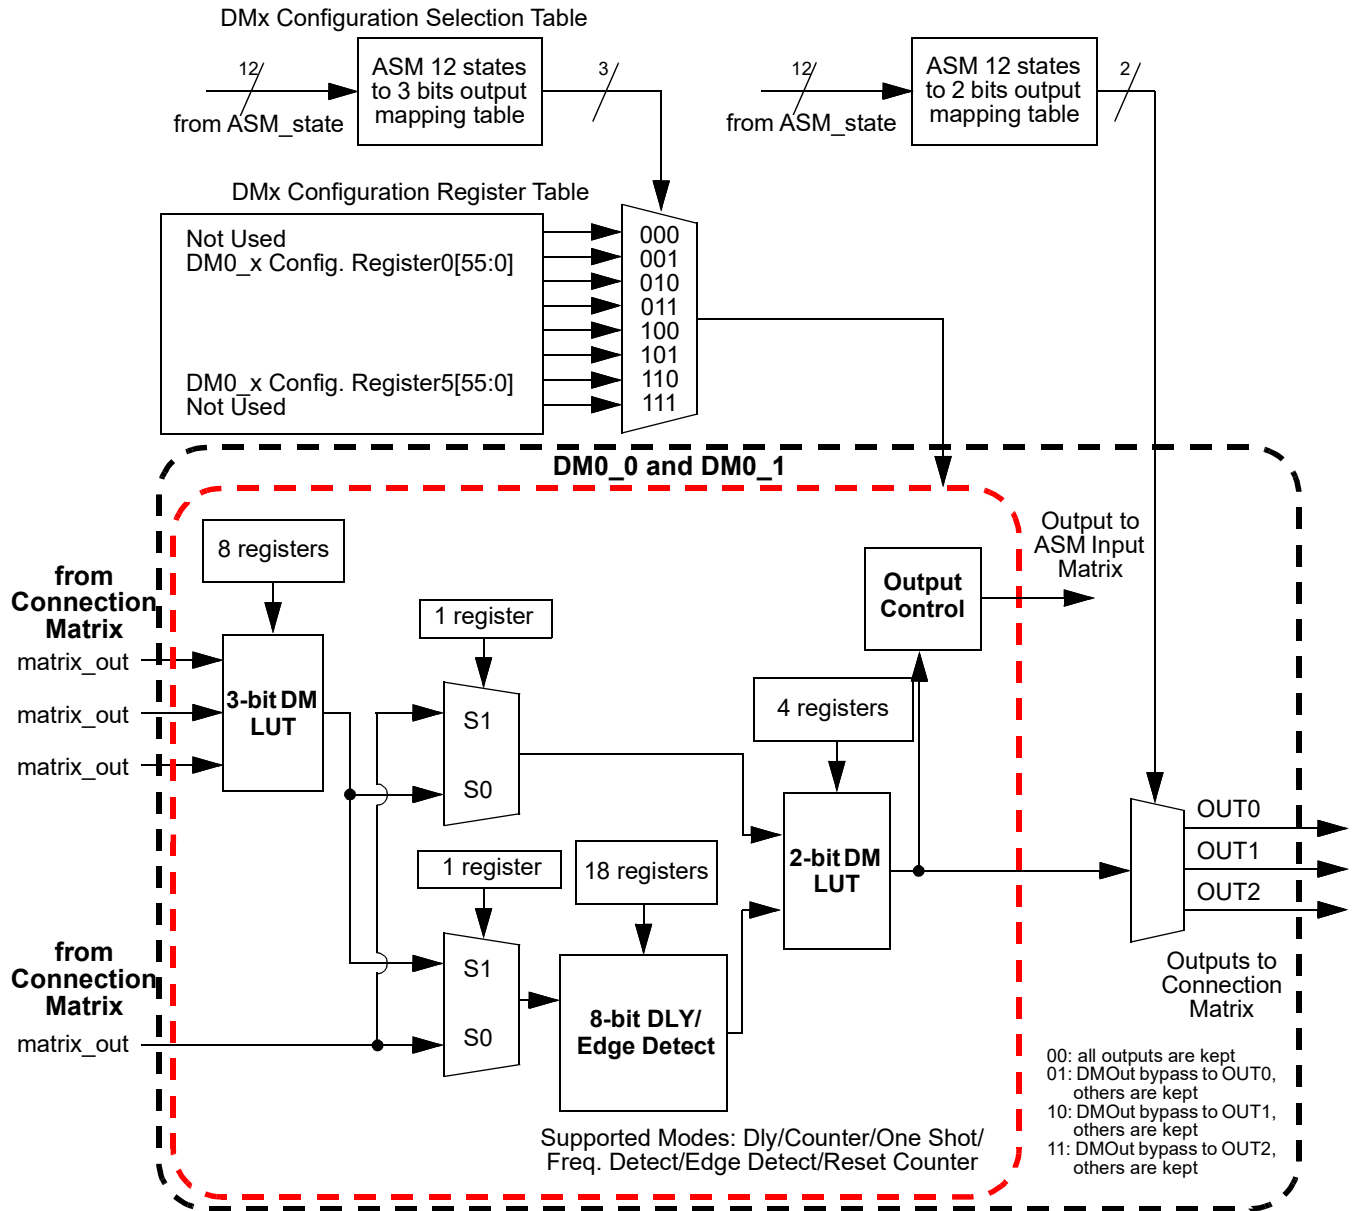 DMx Configuration Selection Table
12
from ASM_state
ASM 12 states
to 3 bits output
mapping table
3
12
from ASM_state
ASM 12 states
to 2 bits output
mapping table
2
DMx Configuration Register Table
Not Used
DM0_x Config. Register0[55:0]
DM0_x Config. Register5[55:0]
Not Used
000
001
010
011
100
101
110
111
DM0_0 and DM0_1
8 registers
from
Connection
Matrix
matrix_out
matrix_out
matrix_out
3-bit DM
LUT
1 register
S1
S0
Output
Control
Output to
ASM Input
Matrix
4 registers
2-bit DM
LUT
OUT0
OUT1
OUT2
Outputs to
Connection
Matrix
from
Connection
Matrix
matrix_out
1 register
S1
S0
18 registers
8-bit DLY/
Edge Detect
Supported Modes: Dly/Counter/One Shot/
Freq. Detect/Edge Detect/Reset Counter
00: all outputs are kept
01: DMOut bypass to OUT0,
others are kept
10: DMOut bypass to OUT1,
others are kept
11: DMOut bypass to OUT2,
others are kept